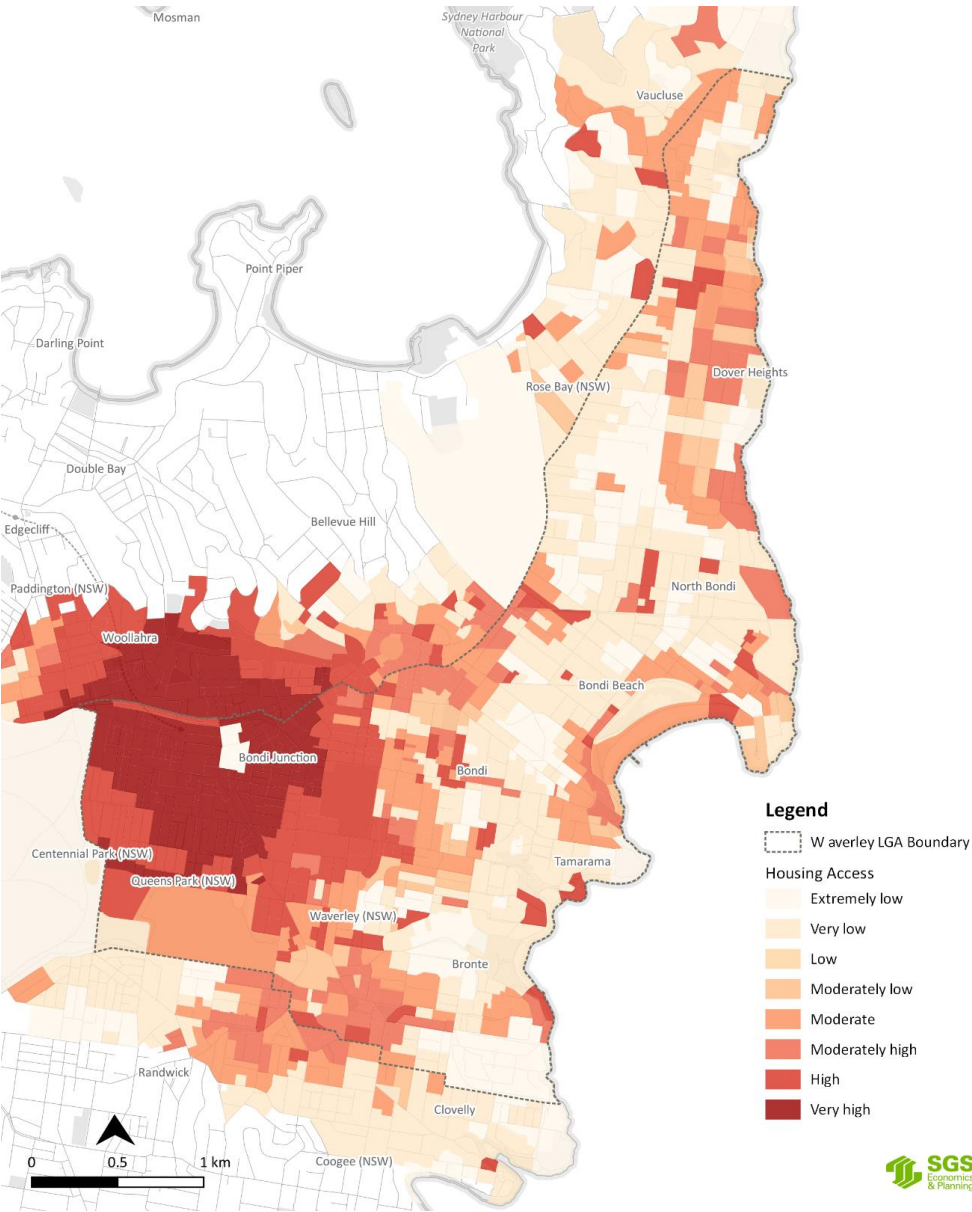 Mosman
Sydney Harbour
National
Park
Vaucluse
Point Piper
Darling Point
Dover Heights
Rose Bay (NSW)
Double Bay
Bellevue Hill
Edgecliff
Paddington (NSW)
North Bondi
Woollahra
Bondi Beach
Bondi Junction
Bondi
Legend
W averley LGA Boundary
Housing Access
Extremely low
Very low
Low
Moderately low
Moderate
Moderately high
High
Very high
Centennial Park (NSW)
Tamarama
Queens Park (NSW)
Waverley (NSW)
Bronte
Randwick
Clovelly
Coogee (NSW)
0 0.5 1 km
SGS
Economics
& Planning